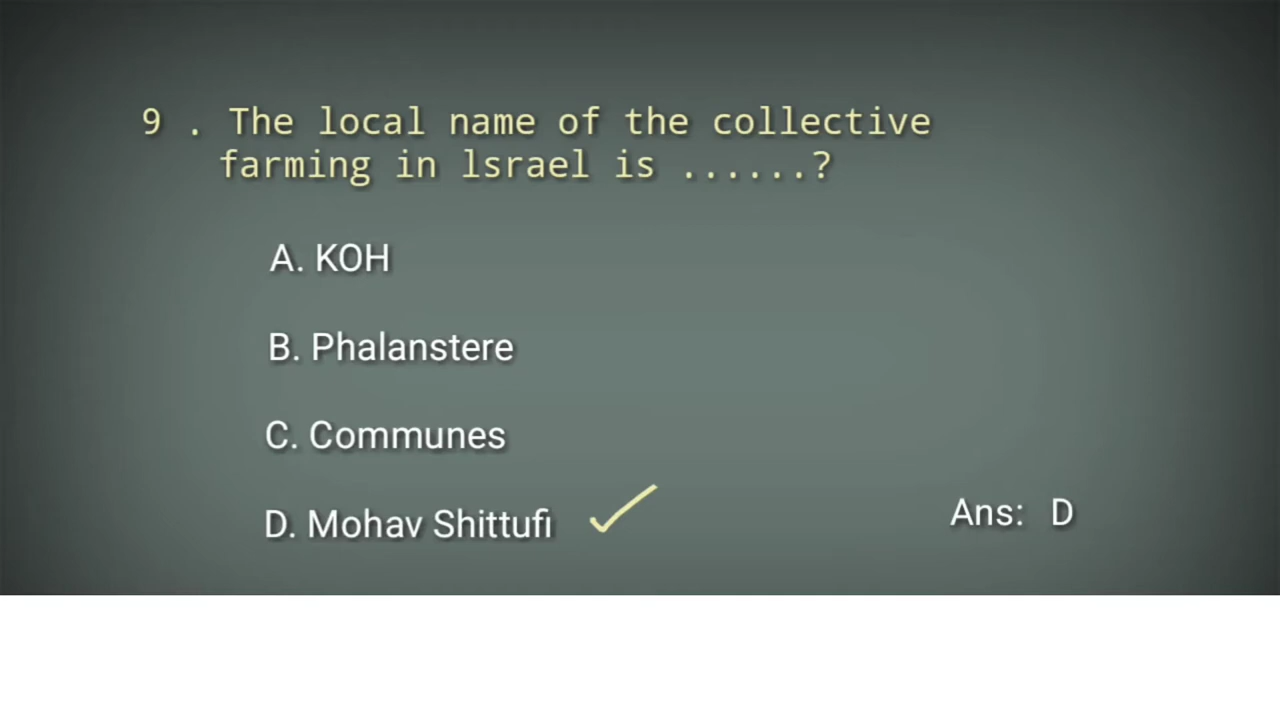 9 . The local name of the collective
farming in lsrael is ......?
A. KOH
B. Phalanstere
C. Communes
D. Mohav Shittufi
Ans: D